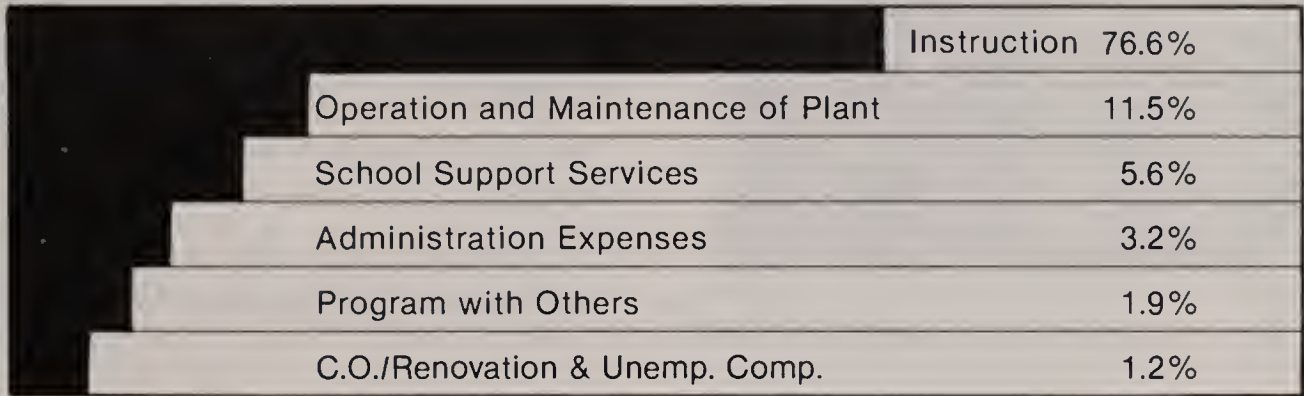 Instruction 76.6%
Operation and Maintenance of Plant 11.5%
School Support Services 5.6%
Administration Expenses 3.2%
Program with Others 1.9%
C.O./Renovation & Unemp. Comp. 1.2%